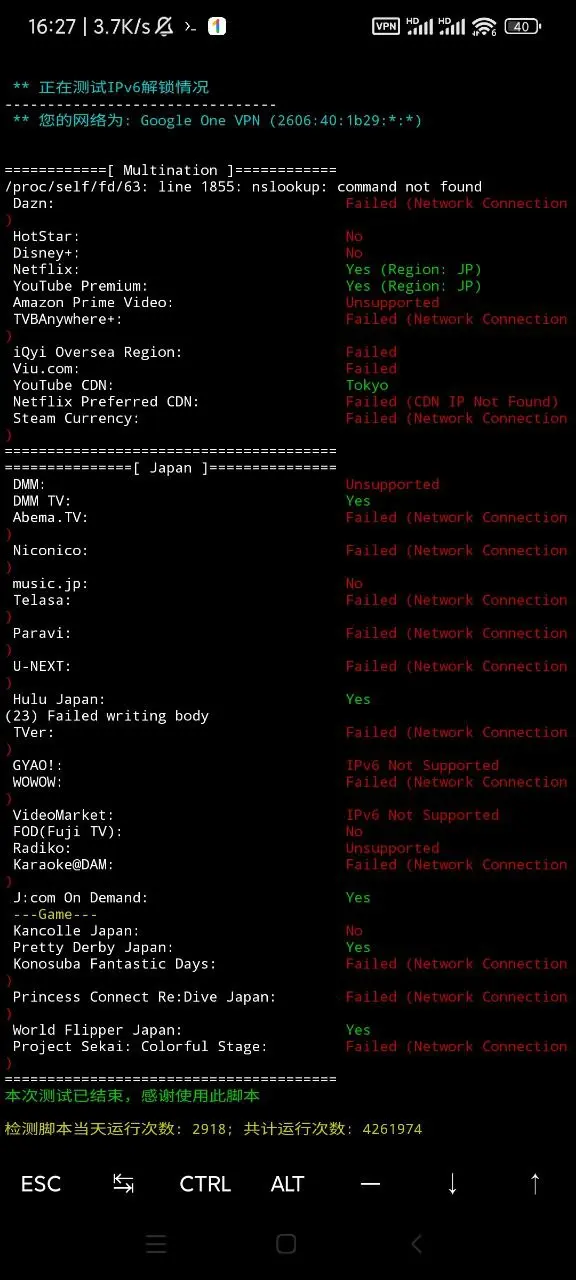 16:27 | 3.7K/s
VPN HD HD 6 40
** 正在测试IPv6解锁情况
--------------------------------
** 您的网络为: Google One VPN (2606:40:1b29:*:*)
============[ Multination ]============
/proc/self/fd/63: line 1855: nslookup: command not found
Dazn: Failed (Network Connection
)
HotStar: No
Disney+: No
Netflix: Yes (Region: JP)
YouTube Premium: Yes (Region: JP)
Amazon Prime Video: Unsupported
TVBAnywhere+: Failed (Network Connection
)
iQyi Oversea Region: Failed
Viu.com: Failed
YouTube CDN: Tokyo
Netflix Preferred CDN: Failed (CDN IP Not Found)
Steam Currency: Failed (Network Connection
)
=======================================
===============[ Japan ]===============
DMM: Unsupported
DMM TV: Yes
Abema.TV: Failed (Network Connection
)
Niconico: Failed (Network Connection
)
music.jp: No
Telasa: Failed (Network Connection
)
Paravi: Failed (Network Connection
)
U-NEXT: Failed (Network Connection
)
Hulu Japan: Yes
(23) Failed writing body
TVer: Failed (Network Connection
)
GYAO!: IPv6 Not Supported
WOWOW: Failed (Network Connection
)
VideoMarket: IPv6 Not Supported
FOD(Fuji TV): No
Radiko: Unsupported
Karaoke@DAM: Failed (Network Connection
)
J:com On Demand: Yes
---Game---
Kancolle Japan: No
Pretty Derby Japan: Yes
Konosuba Fantastic Days: Failed (Network Connection
)
Princess Connect Re:Dive Japan: Failed (Network Connection
)
World Flipper Japan: Yes
Project Sekai: Colorful Stage: Failed (Network Connection
)
=======================================
本次测试已结束，感谢使用此脚本
检测脚本当天运行次数: 2918; 共计运行次数: 4261974
ESC ↹ CTRL ALT — ↓ ↑